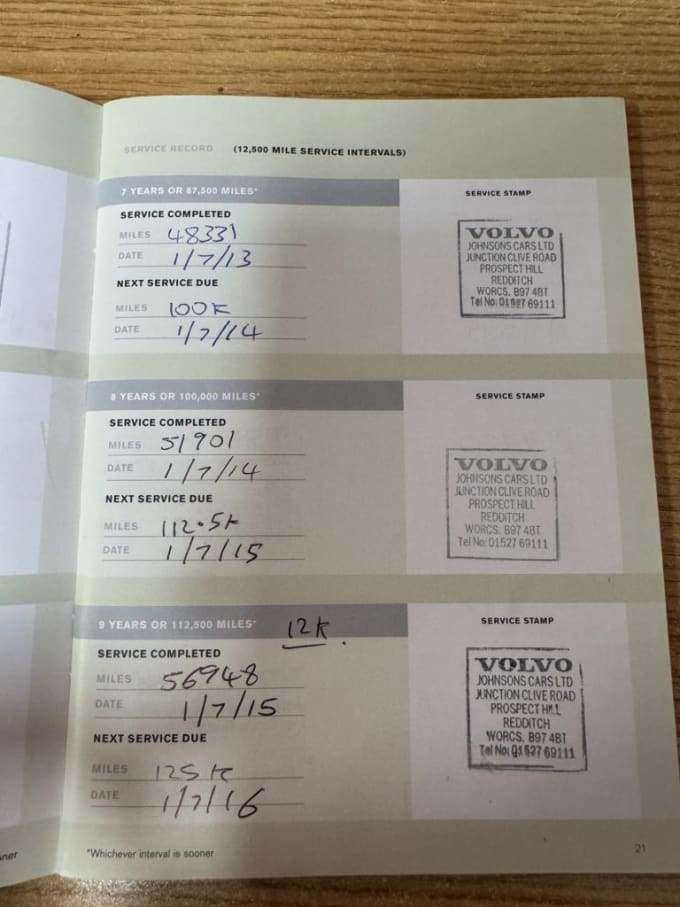 SERVICE RECORD (12,500 MILE SERVICE INTERVALS)
7 YEARS OR 87,500 MILES*
SERVICE STAMP
SERVICE COMPLETED
MILES 48331
DATE 1/7/13
NEXT SERVICE DUE
MILES 100K
DATE 1/7/14
VOLVO
JOHNSONS CARS LTD
JUNCTION CLIVE ROAD
PROSPECT HILL
REDDITCH
WORCS. B97 4BT
Tel No: 01527 69111
8 YEARS OR 100,000 MILES*
SERVICE STAMP
SERVICE COMPLETED
MILES 51901
DATE 1/7/14
NEXT SERVICE DUE
MILES 112.5K
DATE 1/7/15
VOLVO
JOHNSONS CARS LTD
JUNCTION CLIVE ROAD
PROSPECT HILL
REDDITCH
WORCS. B97 4BT
Tel No: 01527 69111
9 YEARS OR 112,500 MILES* 12K.
SERVICE STAMP
SERVICE COMPLETED
MILES 56948
DATE 1/7/15
NEXT SERVICE DUE
MILES 125K
DATE 1/7/16
VOLVO
JOHNSONS CARS LTD
JUNCTION CLIVE ROAD
PROSPECT HILL
REDDITCH
WORCS. B97 4BT
Tel No: 01527 69111
*Whichever interval is sooner
21